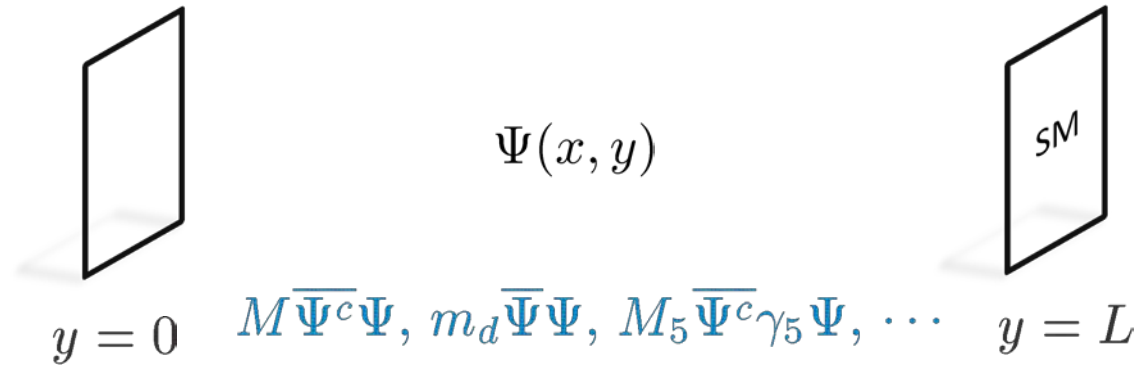 SM
Ψ(x, y)
y = 0
M\overline{Ψ^c}Ψ, m_d\overline{Ψ}Ψ, M_5\overline{Ψ^c}γ_5Ψ, ⋯
y = L